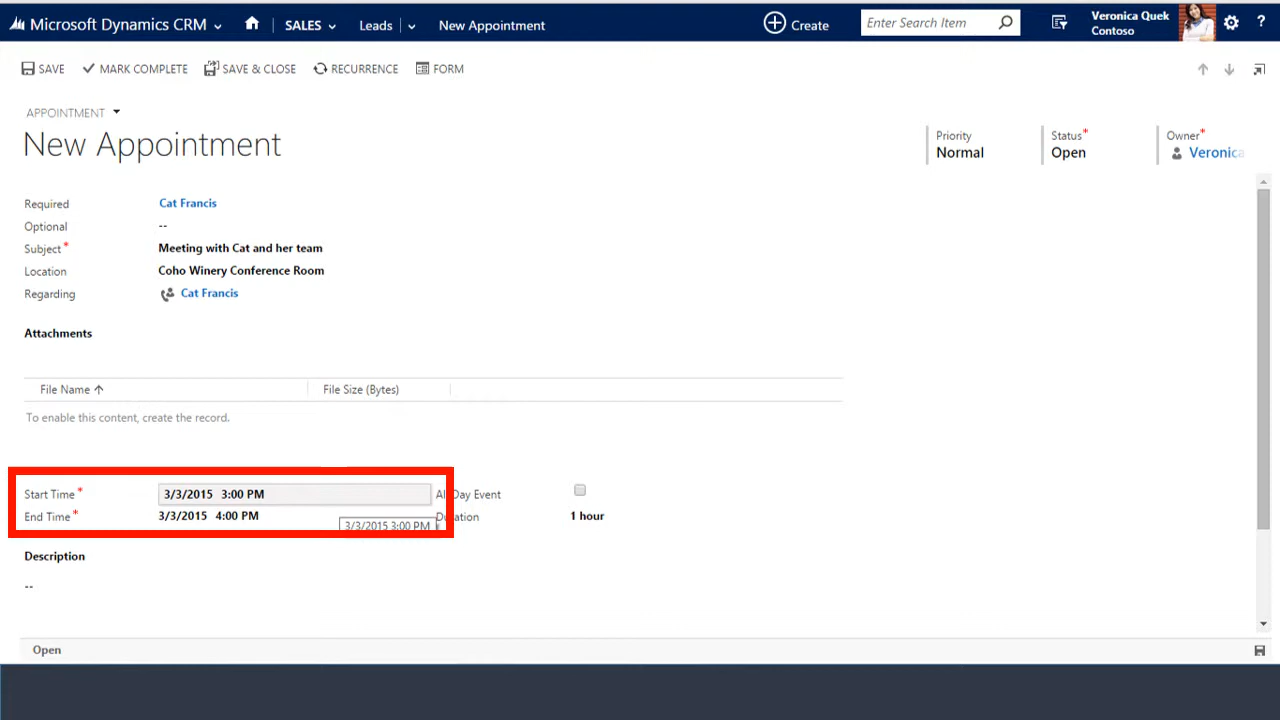 Microsoft Dynamics CRM SALES Leads New Appointment Create Enter Search Item Veronica Quek ?
Contoso
SAVE MARK COMPLETE SAVE & CLOSE RECURRENCE FORM
APPOINTMENT
New Appointment
Priority Status* Owner*
Normal Open Veronica
Required Cat Francis
Optional --
Subject* Meeting with Cat and her team
Location Coho Winery Conference Room
Regarding Cat Francis
Attachments
File Name File Size (Bytes)
To enable this content, create the record.
Start Time* 3/3/2015 3:00 PM Al Day Event
End Time* 3/3/2015 4:00 PM Duration 1 hour
3/3/2015 3:00 PM
Description
--
Open